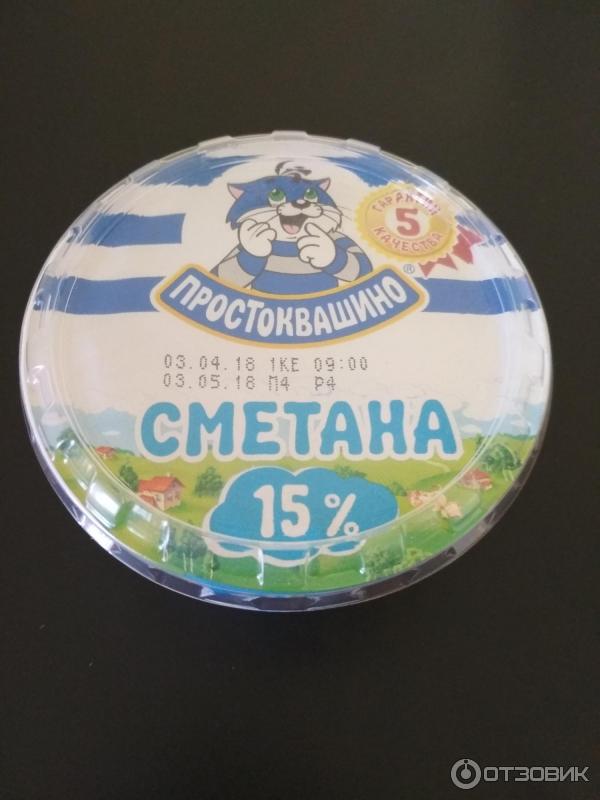 ГАРАНТИЯ
5
КАЧЕСТВА
ПРОСТОКВАШИНО®
03.04.18 1КЕ 09:00
03.05.18 П4 Р4
СМЕТАНА
15%
ОТЗОВИК